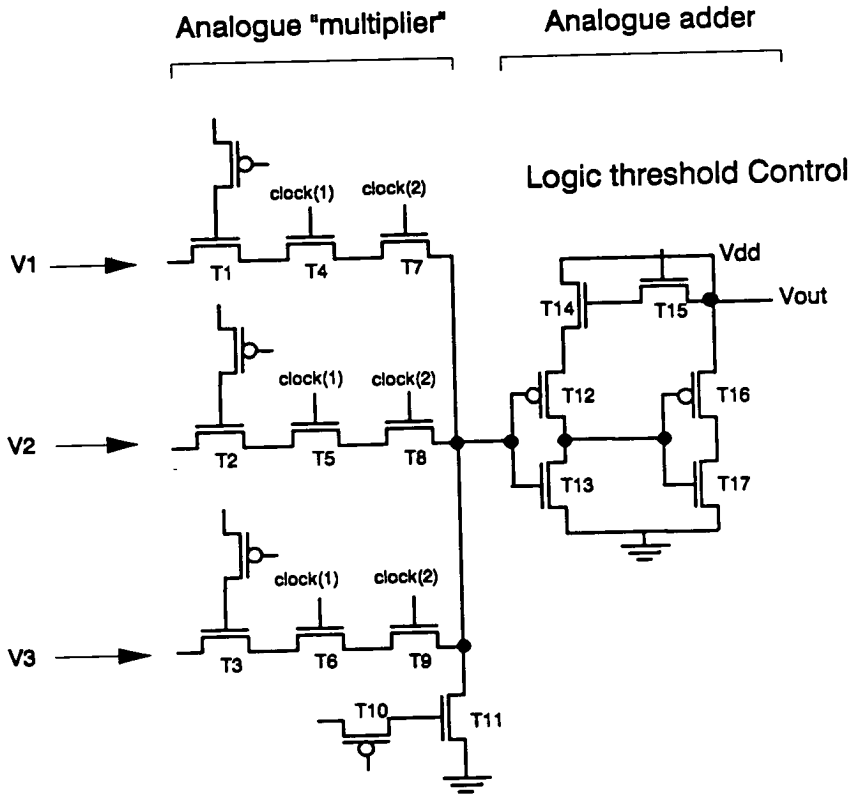 Analogue "multiplier"
Analogue adder
Logic threshold Control
clock(1)
clock(2)
V1
T1
T4
T7
Vdd
T14
T15
Vout
clock(1)
clock(2)
T12
T16
V2
T2
T5
T8
T13
T17
clock(1)
clock(2)
V3
T3
T6
T9
T10
T11